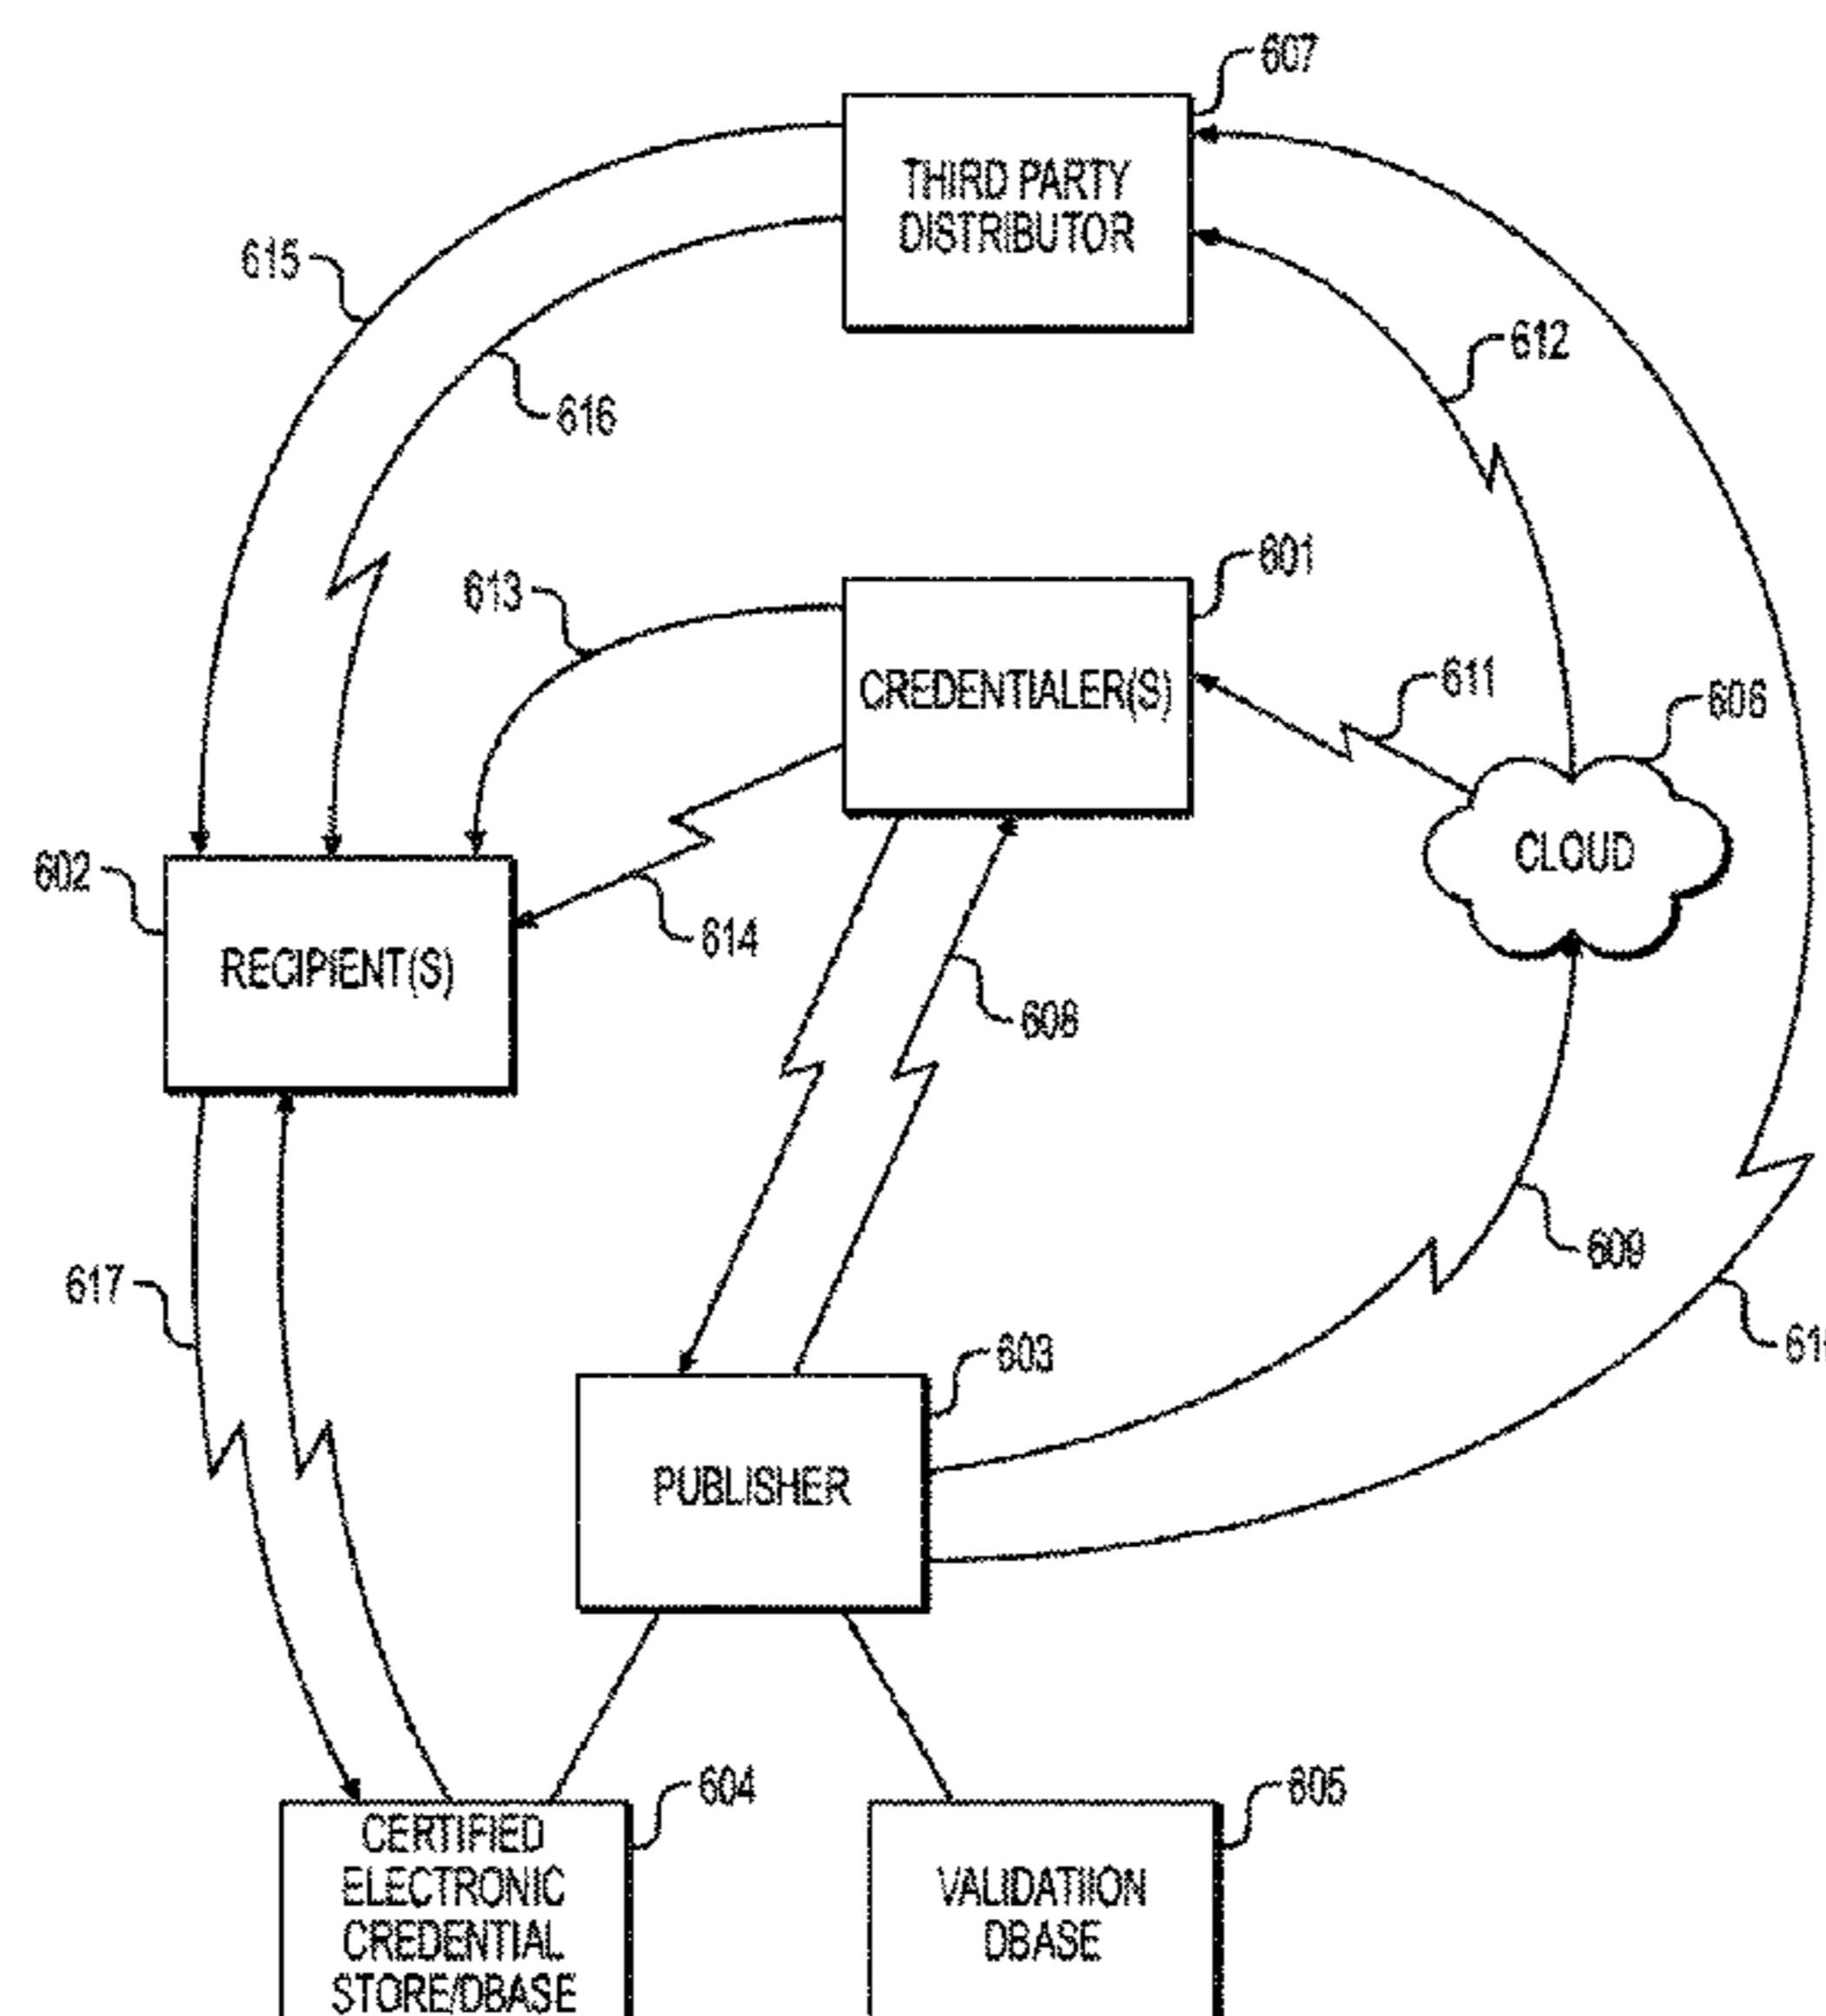 607
THIRD PARTY
DISTRIBUTOR
615
612
616
601
613
CREDENTIALER(S)
611
606
CLOUD
602
614
RECIPIENT(S)
608
609
617
603
PUBLISHER
604
605
CERTIFIED
ELECTRONIC
CREDENTIAL
STORE/DBASE
VALIDATIION
DBASE